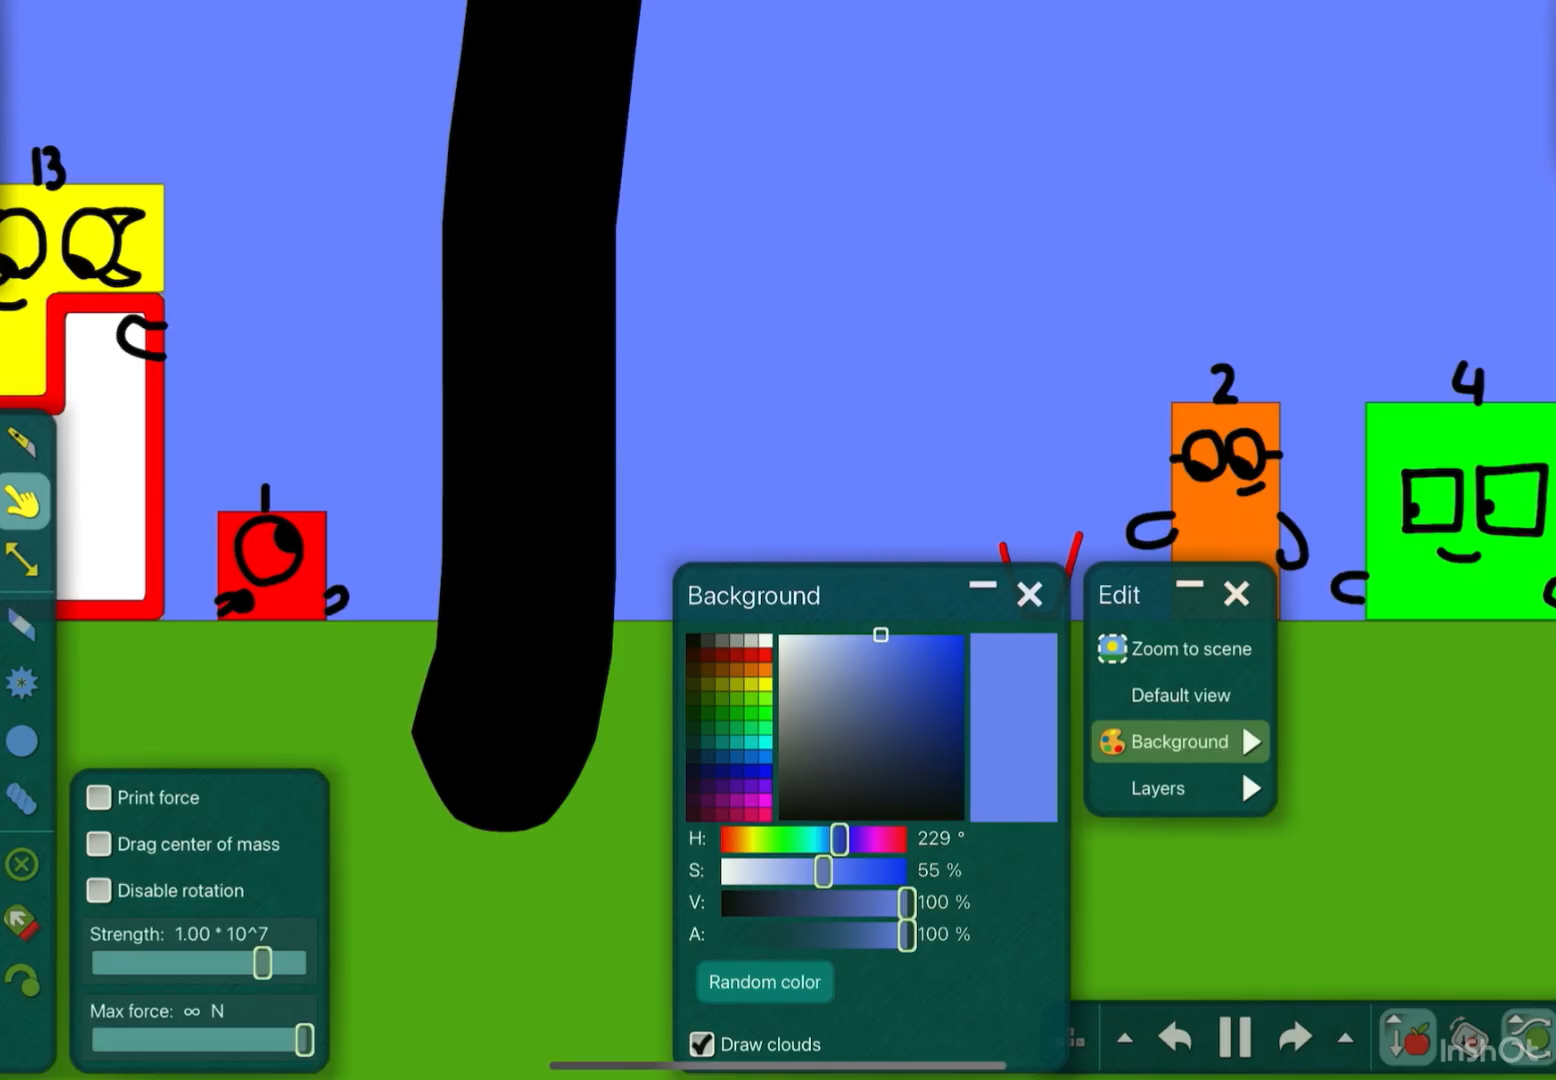 13
1
2
4
Background
H: 229 °
S: 55 %
V: 100 %
A: 100 %
Random color
Draw clouds
Edit
Zoom to scene
Default view
Background
Layers
Print force
Drag center of mass
Disable rotation
Strength: 1.00 * 10^7
Max force: ∞ N
InshOt